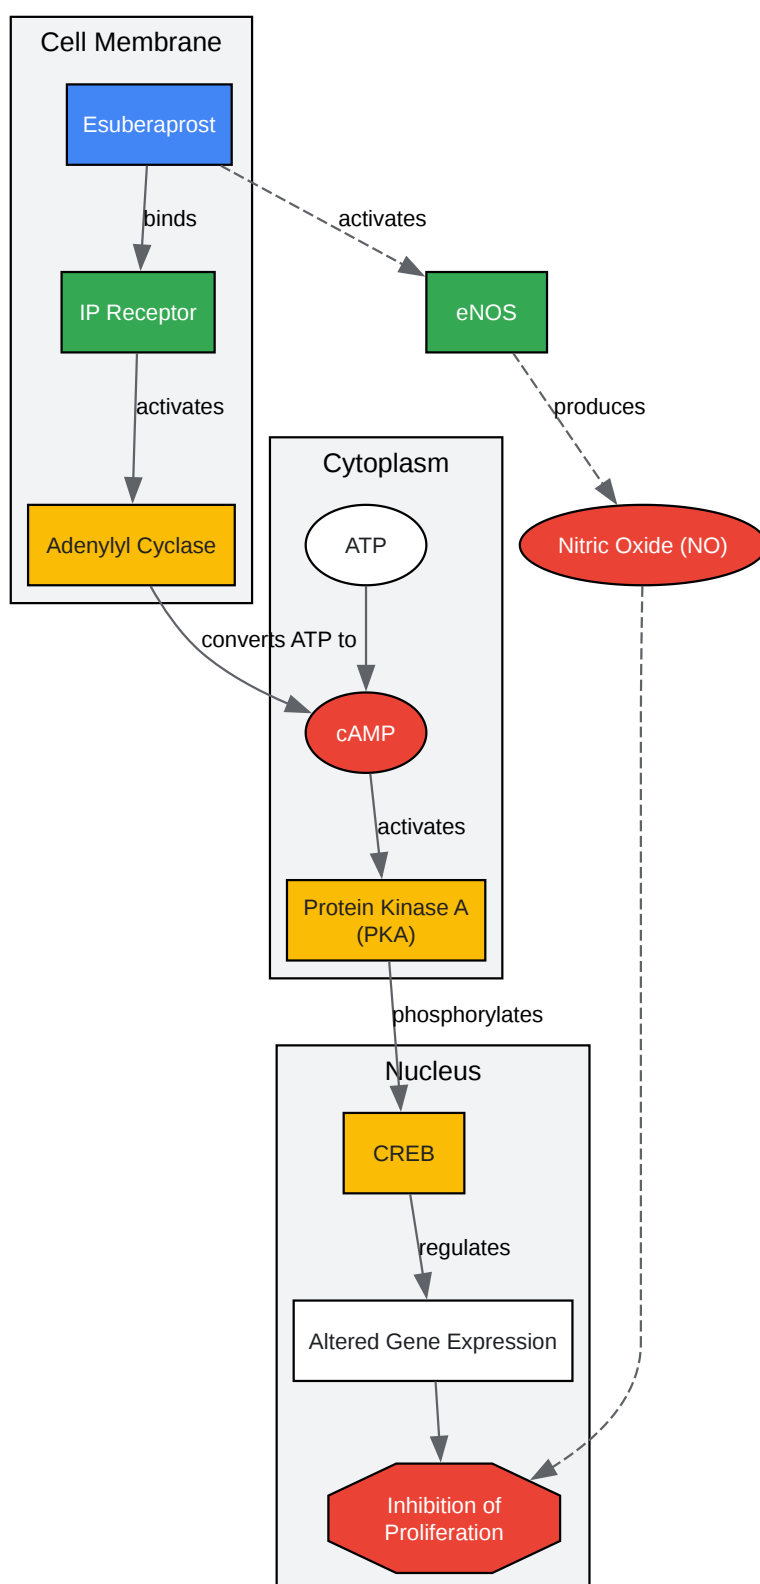 Cell Membrane
Esuberaprost
binds
activates
IP Receptor
eNOS
activates
produces
Cytoplasm
Adenylyl Cyclase
ATP
Nitric Oxide (NO)
converts ATP to
cAMP
activates
Protein Kinase A
(PKA)
phosphorylates
Nucleus
CREB
regulates
Altered Gene Expression
Inhibition of
Proliferation